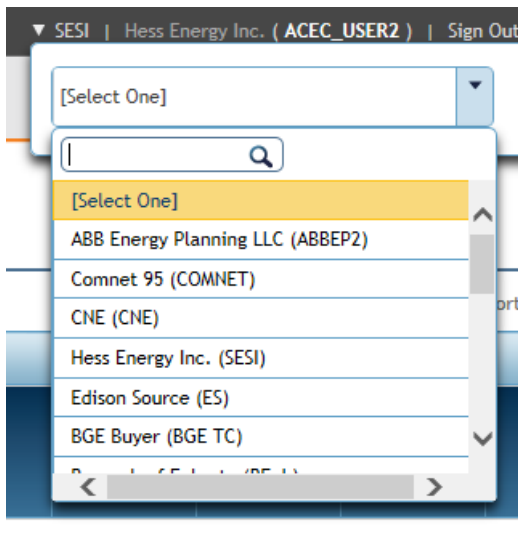 ▼ SESI | Hess Energy Inc. ( ACEC_USER2 ) | Sign Out
[Select One]
[Select One]
ABB Energy Planning LLC (ABBEP2)
Comnet 95 (COMNET)
CNE (CNE)
Hess Energy Inc. (SESI)
ort
Edison Source (ES)
BGE Buyer (BGE TC)